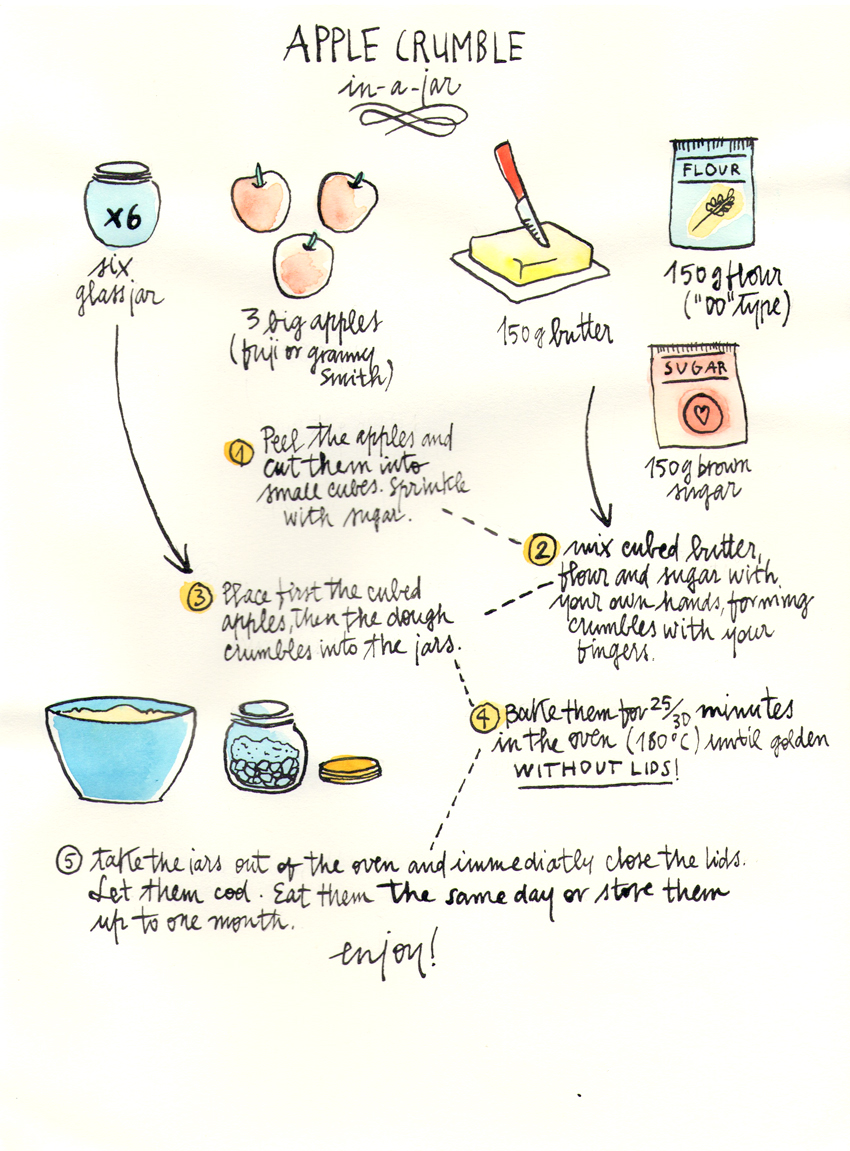 APPLE CRUMBLE
in-a-jar
x6
six
glass jar
3 big apples
(fuji or granny
smith)
150 g butter
FLOUR
150 g flour
("00" type)
SUGAR
150 g brown
sugar
1 Peel the apples and
cut them into
small cubes. Sprinkle
with sugar.
2 mix cubed butter,
flour and sugar with
your own hands, forming
crumbles with your
fingers.
3 Place first the cubed
apples, then the dough
crumbles into the jars.
4 Bake them for 25/30 minutes
in the oven (180°C) until golden
WITHOUT LIDS!
5 take the jars out of the oven and immediatly close the lids.
Let them cool. Eat them the same day or store them
up to one month.
enjoy!